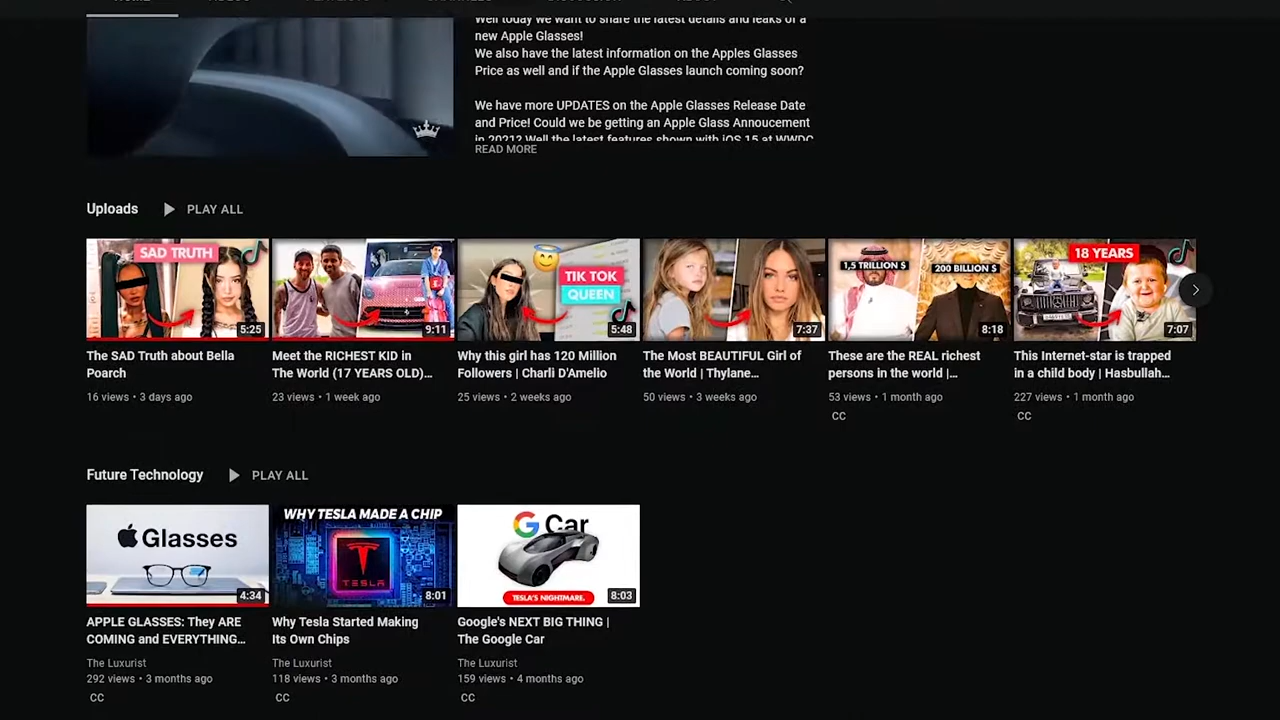 Well today we want to share the latest details and leaks of a
new Apple Glasses!
We also have the latest information on the Apples Glasses
Price as well and if the Apple Glasses launch coming soon?
We have more UPDATES on the Apple Glasses Release Date
and Price! Could we be getting an Apple Glass Annoucement
in 2021? Well the latest features shown with iOS 15 at WWDC
READ MORE
Uploads PLAY ALL
SAD TRUTH
5:25
9:11
TIK TOK
QUEEN
5:48
7:37
1,5 TRILLION $
200 BILLION $
8:18
18 YEARS
7:07
The SAD Truth about Bella
Poarch
16 views • 3 days ago
Meet the RICHEST KID in
The World (17 YEARS OLD)...
23 views • 1 week ago
Why this girl has 120 Million
Followers | Charli D'Amelio
25 views • 2 weeks ago
The Most BEAUTIFUL Girl of
the World | Thylane...
50 views • 3 weeks ago
These are the REAL richest
persons in the world |...
53 views • 1 month ago
CC
This Internet-star is trapped
in a child body | Hasbullah...
227 views • 1 month ago
CC
Future Technology PLAY ALL
Glasses
4:34
WHY TESLA MADE A CHIP
TESLA
8:01
G Car
TESLA'S NIGHTMARE.
8:03
APPLE GLASSES: They ARE
COMING and EVERYTHING...
The Luxurist
292 views • 3 months ago
CC
Why Tesla Started Making
Its Own Chips
The Luxurist
118 views • 3 months ago
CC
Google's NEXT BIG THING |
The Google Car
The Luxurist
159 views • 4 months ago
CC